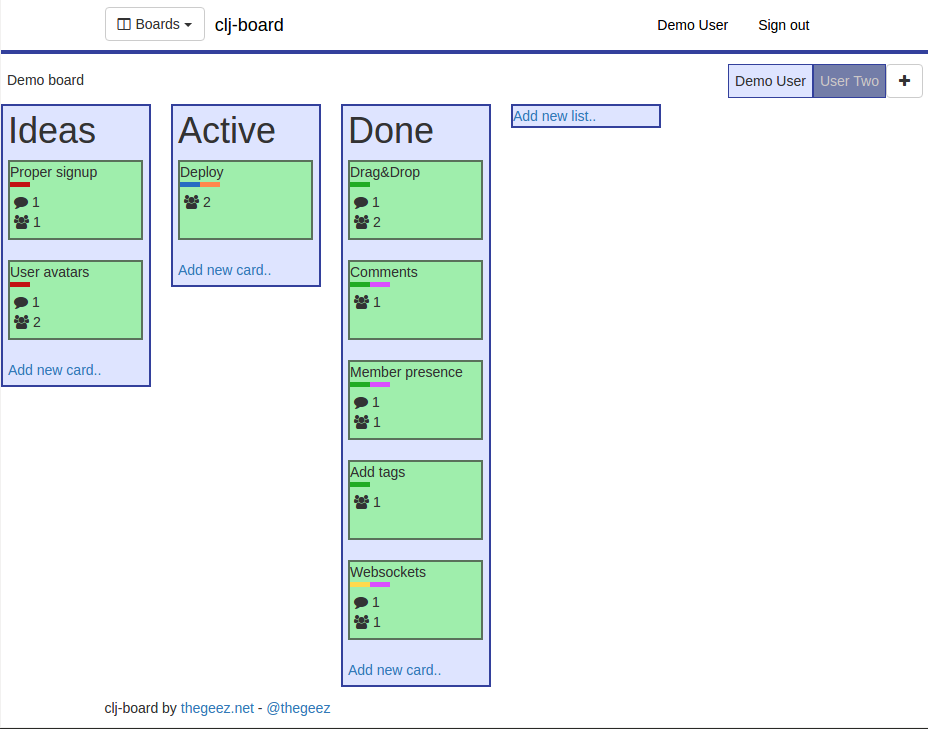 Boards clj-board Demo User Sign out
Demo board Demo User User Two
Ideas
Proper signup
1
1
User avatars
1
2
Add new card..
Active
Deploy
2
Add new card..
Done
Drag&Drop
1
2
Comments
1
Member presence
1
1
Add tags
1
Websockets
1
1
Add new card..
Add new list..
clj-board by thegeez.net - @thegeez